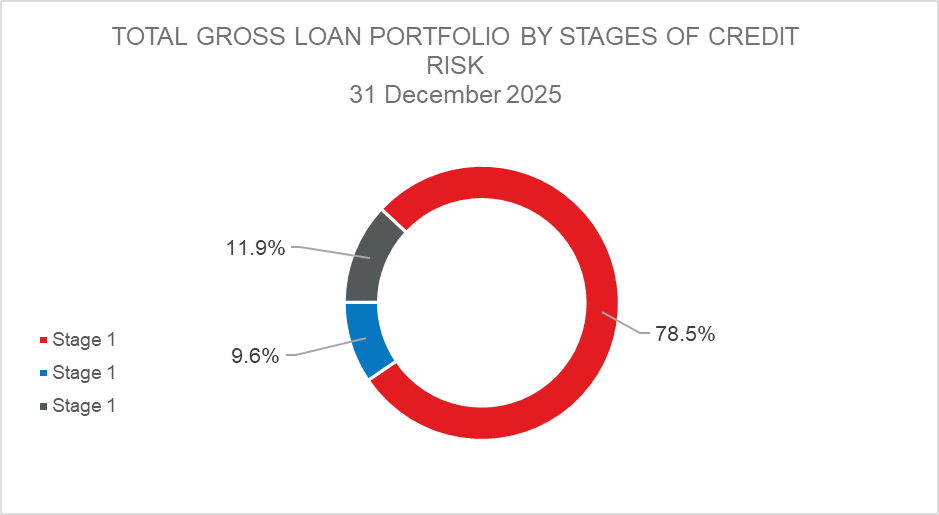 TOTAL GROSS LOAN PORTFOLIO BY STAGES OF CREDIT
RISK
31 December 2025
11.9%
78.5%
9.6%
Stage 1
Stage 1
Stage 1